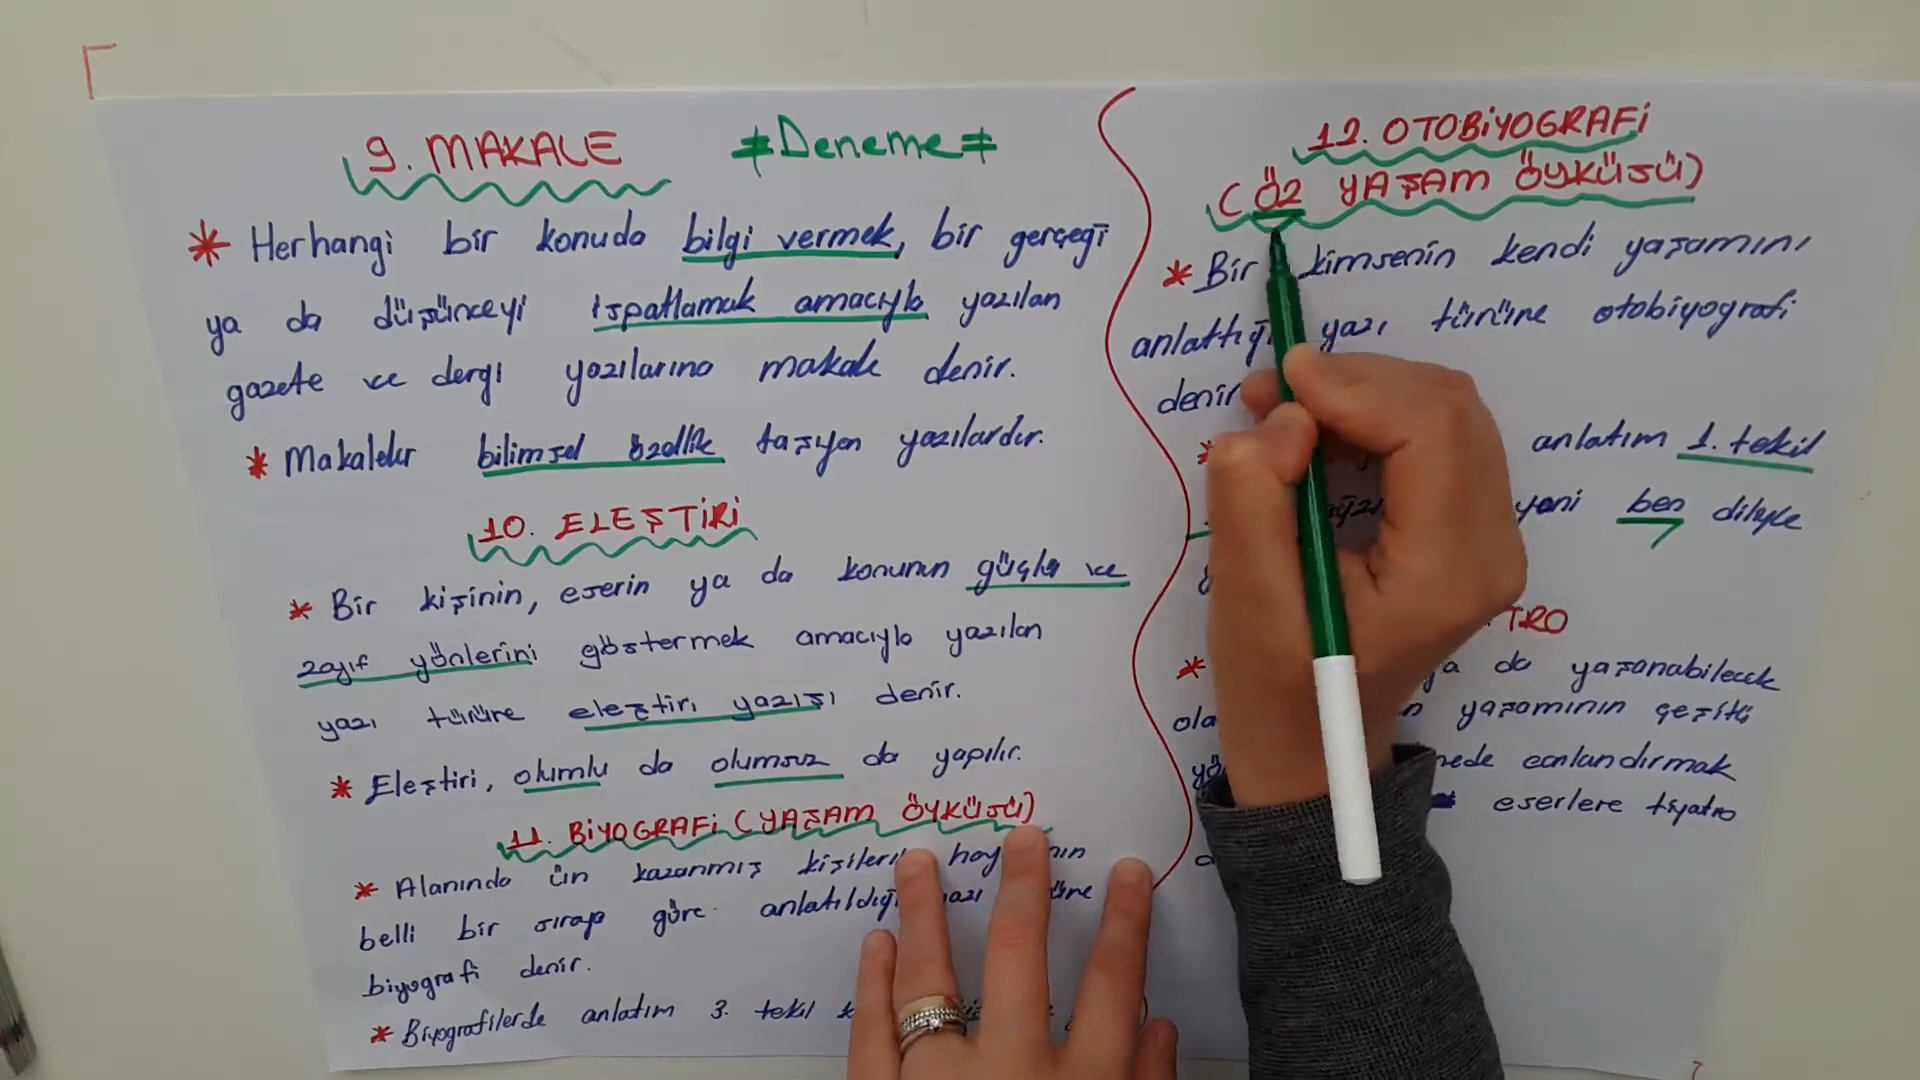 9. MAKALE ≠Deneme≠
* Herhangi bir konuda bilgi vermek, bir gerçeği
ya da düşünceyi ispatlamak amacıyla yazılan
gazete ve dergi yazılarına makale denir.
* Makaleler bilimsel özellik taşıyan yazılardır.
10. ELEŞTİRİ
* Bir kişinin, eserin ya da konunun güçlü ve
zayıf yönlerini göstermek amacıyla yazılan
yazı türüne eleştiri yazısı denir.
* Eleştiri, olumlu da olumsuz da yapılır.
11. BİYOGRAFİ (YAŞAM ÖYKÜSÜ)
* Alanında ün kazanmış
belli bir sıraya göre anlatıldığı
biyografi denir.
* Biyografilerde anlatım 3. tekil
12. OTOBİYOGRAFİ
(ÖZ YAŞAM ÖYKÜSÜ)
* Bir kimsenin kendi yaşamını
anlattığı yazı türüne otobiyografi
denir
* anlatım 1. tekil
yani ben diliyle
* ya da yaşanabilecek
yaşamının çeşitli
canlandırmak
eserlere tiyatro